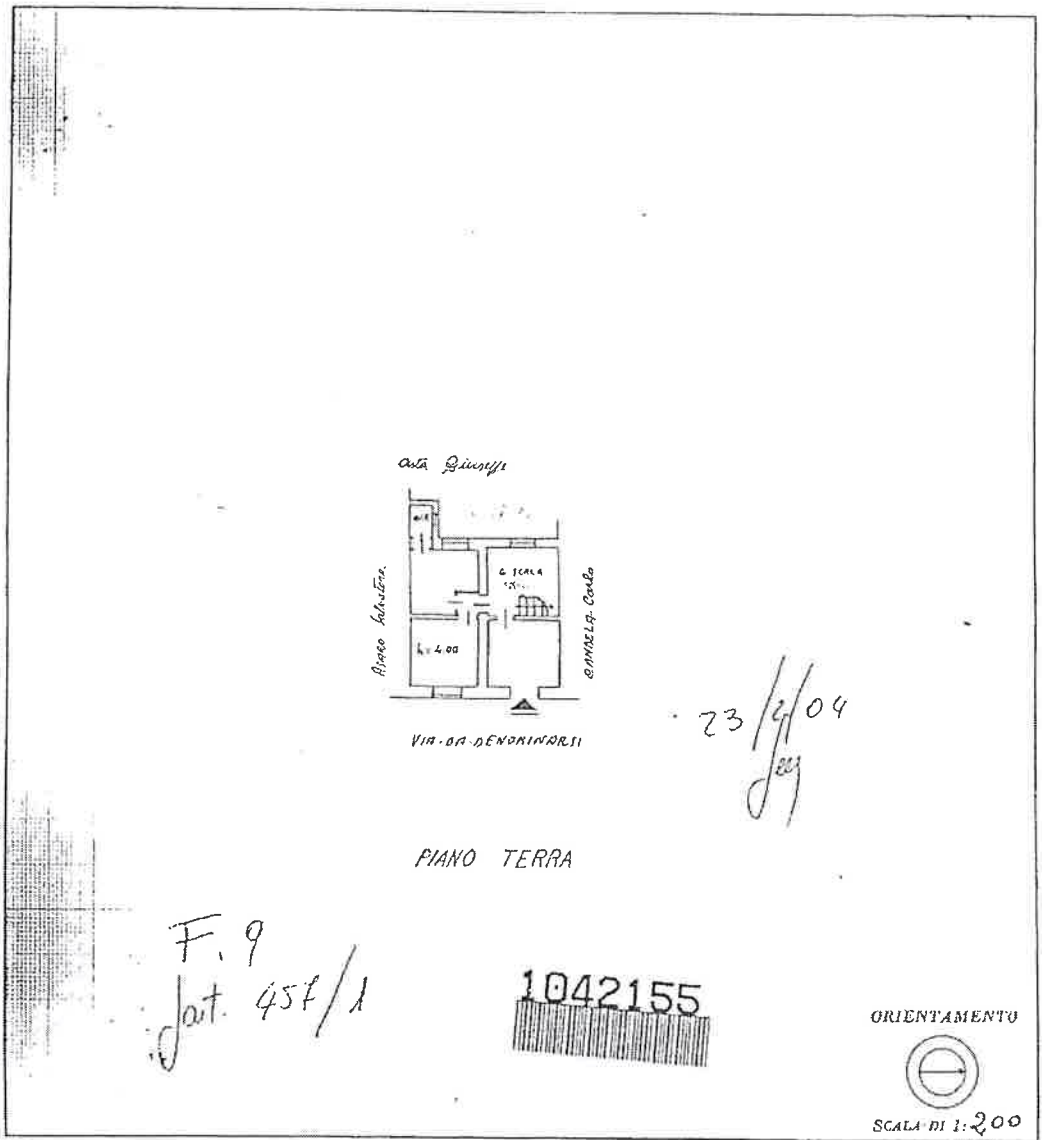 Asta Giuseppe
W.C.
V. SCALA
Asaro Salvatore
CANDELA Carlo
h = 4.00
VIA-DA-DENOMINARSI
23/2/04
PIANO TERRA
F. 9
part. 457/1
1042155
ORIENTAMENTO
SCALA DI 1:200